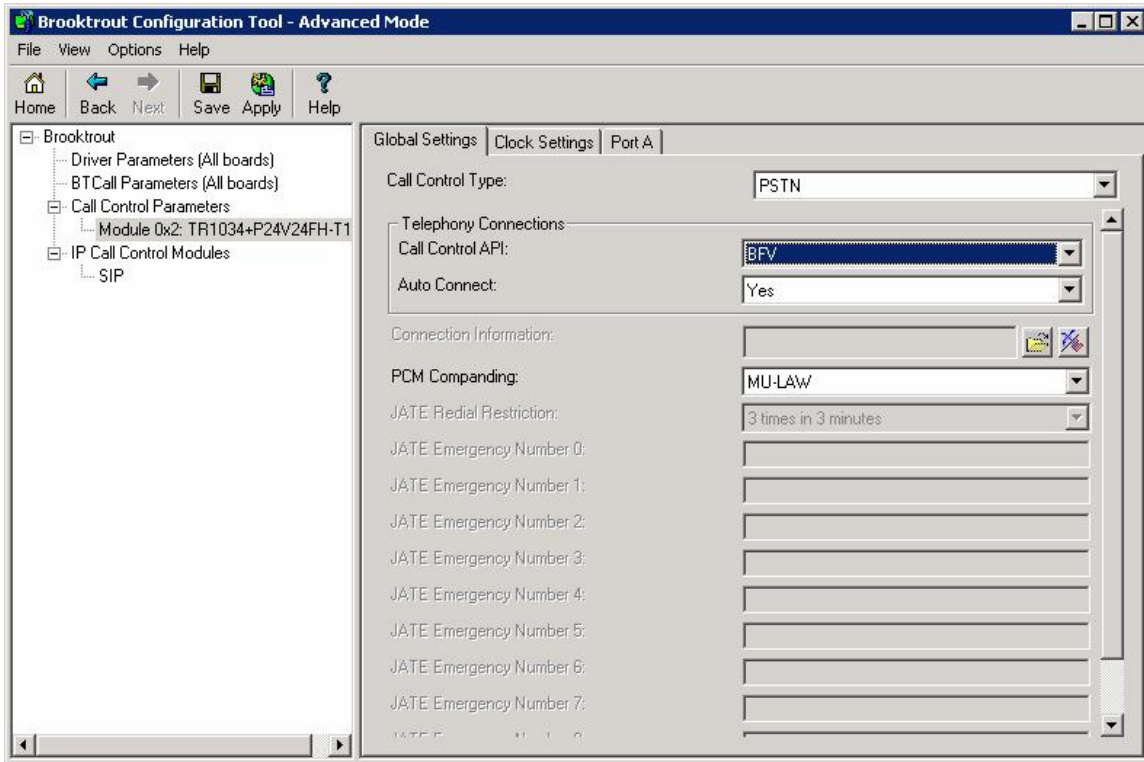 Brooktrout Configuration Tool - Advanced Mode
File View Options Help
Home Back Next Save Apply Help
Brooktrout
Driver Parameters (All boards)
BTCall Parameters (All boards)
Call Control Parameters
Module 0x2: TR1034+P24V24FH-T1
IP Call Control Modules
SIP
Global Settings Clock Settings Port A
Call Control Type: PSTN
Telephony Connections
Call Control API: BFV
Auto Connect: Yes
Connection Information:
PCM Companding: MU-LAW
JATE Redial Restriction: 3 times in 3 minutes
JATE Emergency Number 0:
JATE Emergency Number 1:
JATE Emergency Number 2:
JATE Emergency Number 3:
JATE Emergency Number 4:
JATE Emergency Number 5:
JATE Emergency Number 6:
JATE Emergency Number 7: